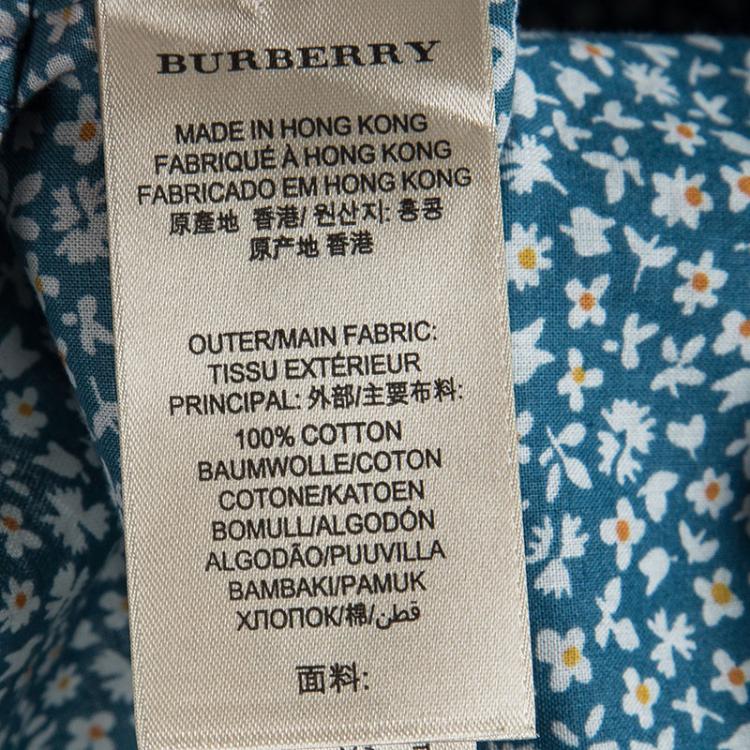 BURBERRY
MADE IN HONG KONG
FABRIQUÉ À HONG KONG
FABRICADO EM HONG KONG
原產地 香港/ 원산지: 홍콩
原产地 香港
OUTER/MAIN FABRIC:
TISSU EXTÉRIEUR
PRINCIPAL: 外部/主要布料:
100% COTTON
BAUMWOLLE/COTON
COTONE/KATOEN
BOMULL/ALGODÓN
ALGODÃO/PUUVILLA
BAMBAKI/PAMUK
ХЛОПОК/棉/قطن
面料: